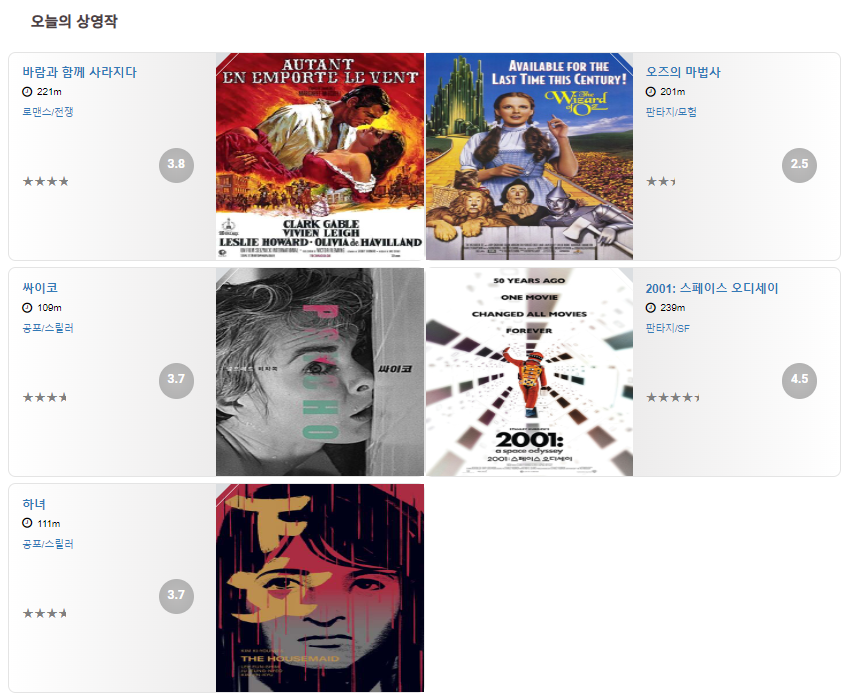 오늘의 상영작
바람과 함께 사라지다
221m
로맨스/전쟁
3.8
AUTANT
EN EMPORTE LE VENT
CLARK GABLE
VIVIEN LEIGH
LESLIE HOWARD · OLIVIA de HAVILLAND
AVAILABLE FOR THE
LAST TIME THIS CENTURY!
The
Wizard
of Oz
오즈의 마법사
201m
판타지/모험
2.5
싸이코
109m
공포/스릴러
3.7
PSYCHO
싸이코
50 YEARS AGO
ONE MOVIE
CHANGED ALL MOVIES
FOREVER
2001:
a space odyssey
2001: 스페이스 오디세이
2001: 스페이스 오디세이
239m
판타지/SF
4.5
하녀
111m
공포/스릴러
3.7
THE HOUSEMAID